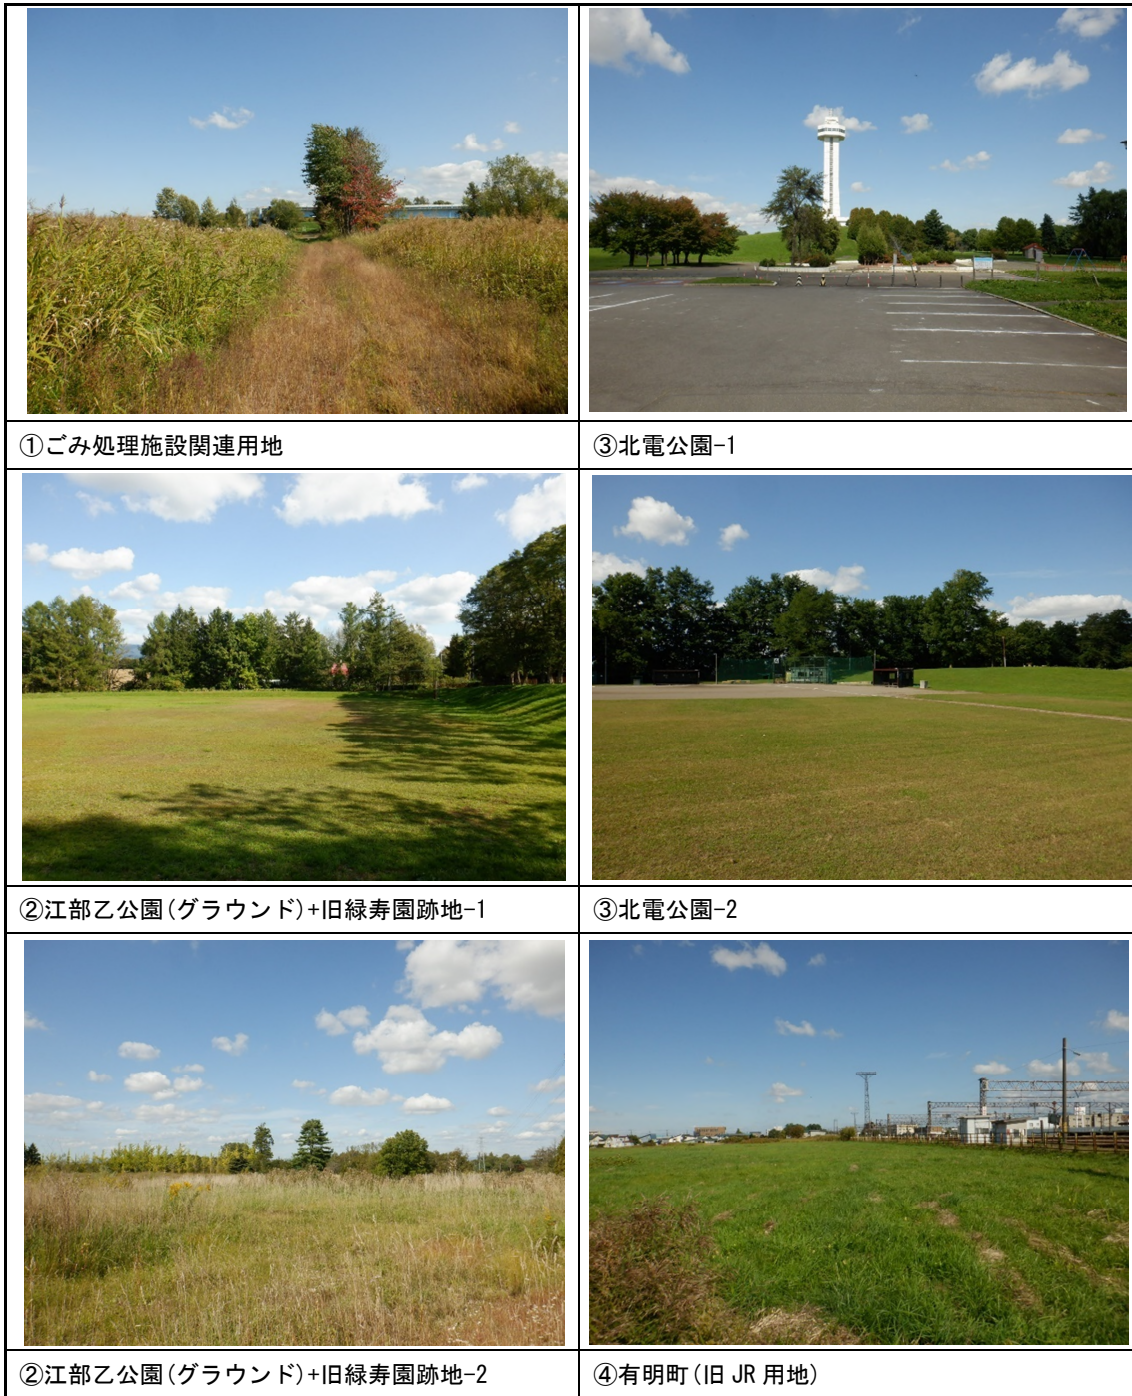 ①ごみ処理施設関連用地
③北電公園-1
②江部乙公園(グラウンド)+旧緑寿園跡地-1
③北電公園-2
②江部乙公園(グラウンド)+旧緑寿園跡地-2
④有明町(旧 JR 用地)